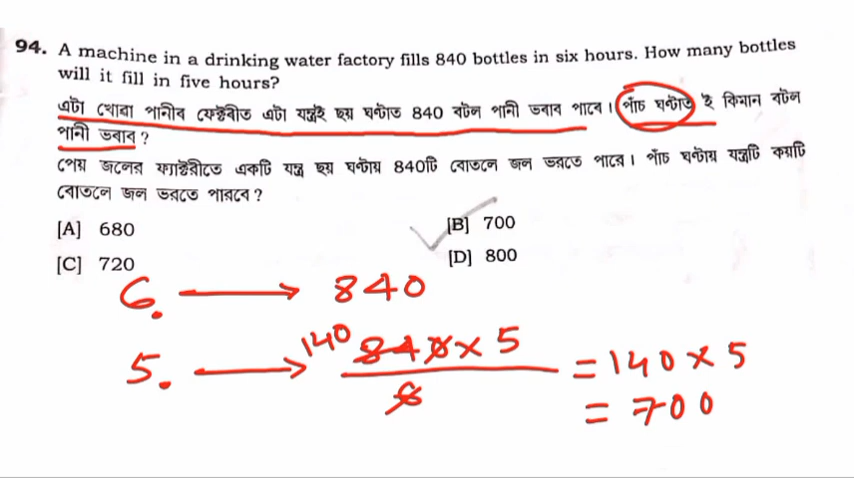 94. A machine in a drinking water factory fills 840 bottles in six hours. How many bottles
will it fill in five hours?
এটা খোৱা পানীৰ ফেক্টৰীত এটা যন্ত্ৰই ছয় ঘণ্টাত 840 বটল পানী ভৰাব পাৰে। পাঁচ ঘণ্টাত ই কিমান বটল
পানী ভৰাব?
পেয় জলের ফ্যাক্টরীতে একটি যন্ত্র ছয় ঘণ্টায় 840টি বোতলে জল ভরতে পারে। পাঁচ ঘণ্টায় যন্ত্রটি কয়টি
বোতলে জল ভরতে পারবে?
[A] 680 [B] 700
[C] 720 [D] 800
6. → 840
5. → 140 840 × 5 = 140 × 5
6
= 700